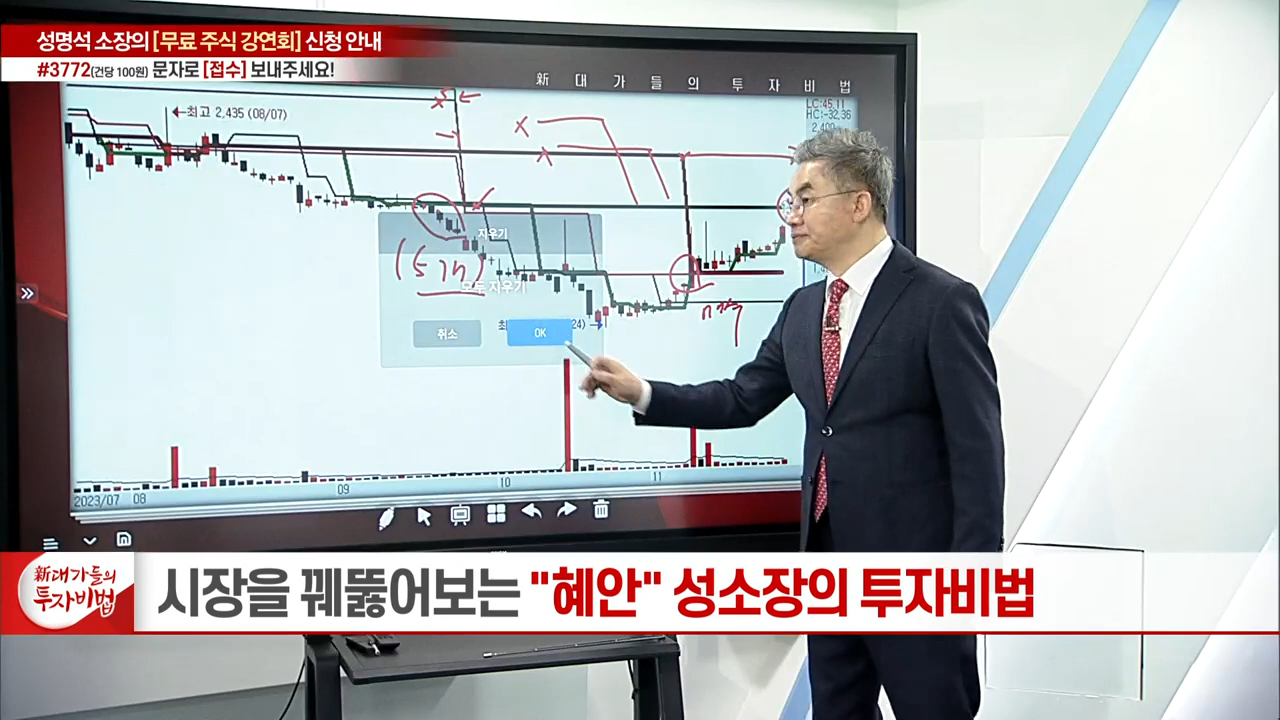 성명석 소장의 [무료 주식 강연회] 신청 안내
#3772(건당 100원) 문자로 [접수] 보내주세요!
新 대 가 들 의 투 자 비 법
LC:45,11
HC:-32,36
2,400
←최고 2,435 (08/07)
자우기
모두 지우기
취소
OK
24)
2023/07 08 09 10 11
新대가들의
투자비법
시장을 꿰뚫어보는 "혜안" 성소장의 투자비법